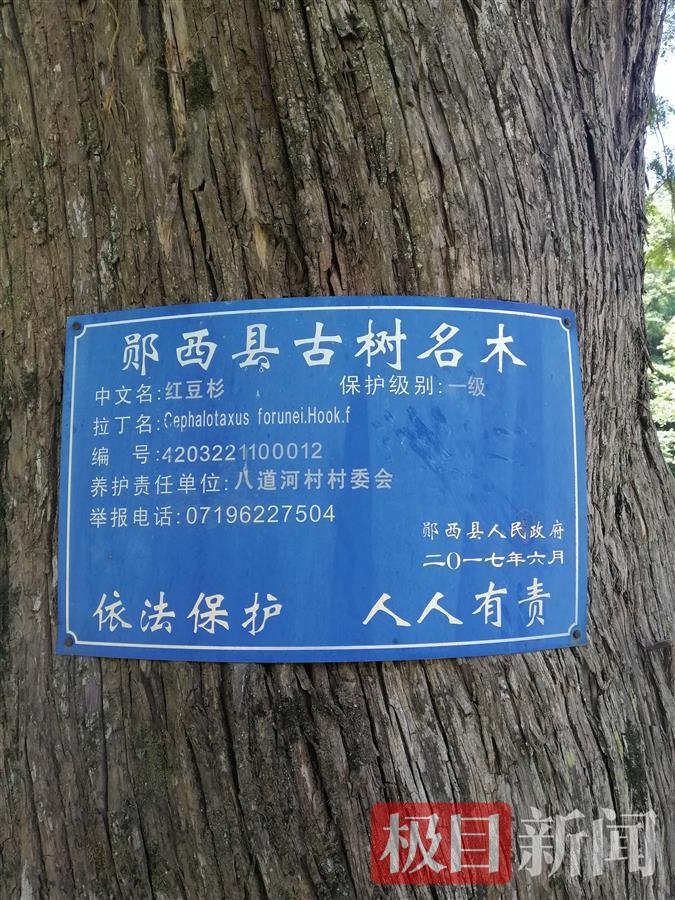 郧西县古树名木
中文名:红豆杉 保护级别:一级
拉丁名:Cephalotaxus forunei.Hook.f
编 号:4203221100012
养护责任单位:八道河村村委会
举报电话:07196227504
郧西县人民政府
二〇一七年六月
依法保护 人人有责
极目新闻